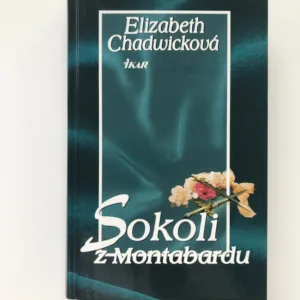 Elizabeth
Chadwicková
IKAR
Sokoli
z Montabardu